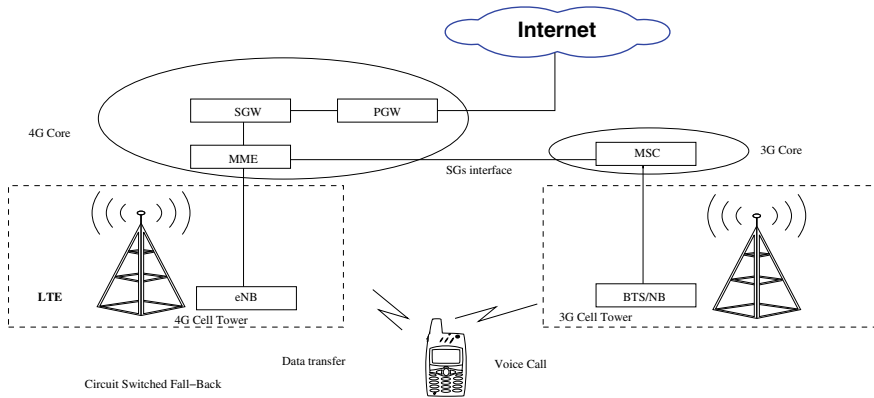 Internet
SGW
PGW
4G Core
MME
MSC
3G Core
SGs interface
LTE
eNB
BTS/NB
4G Cell Tower
3G Cell Tower
Data transfer
Voice Call
Circuit Switched Fall−Back